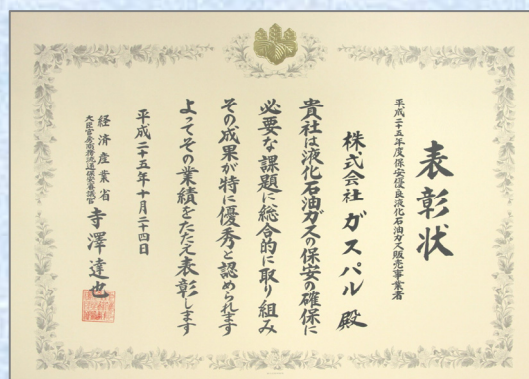 表彰状
平成二十五年度保安優良液化石油ガス販売事業者
株式会社 ガスパル 殿
貴社は液化石油ガスの保安の確保に
必要な課題に総合的に取り組み
その成果が特に優秀と認められます
よってその業績をたたえ表彰します
平成二十五年十月二十四日
経済産業省
大臣官房商務流通保安審議官 寺澤達也